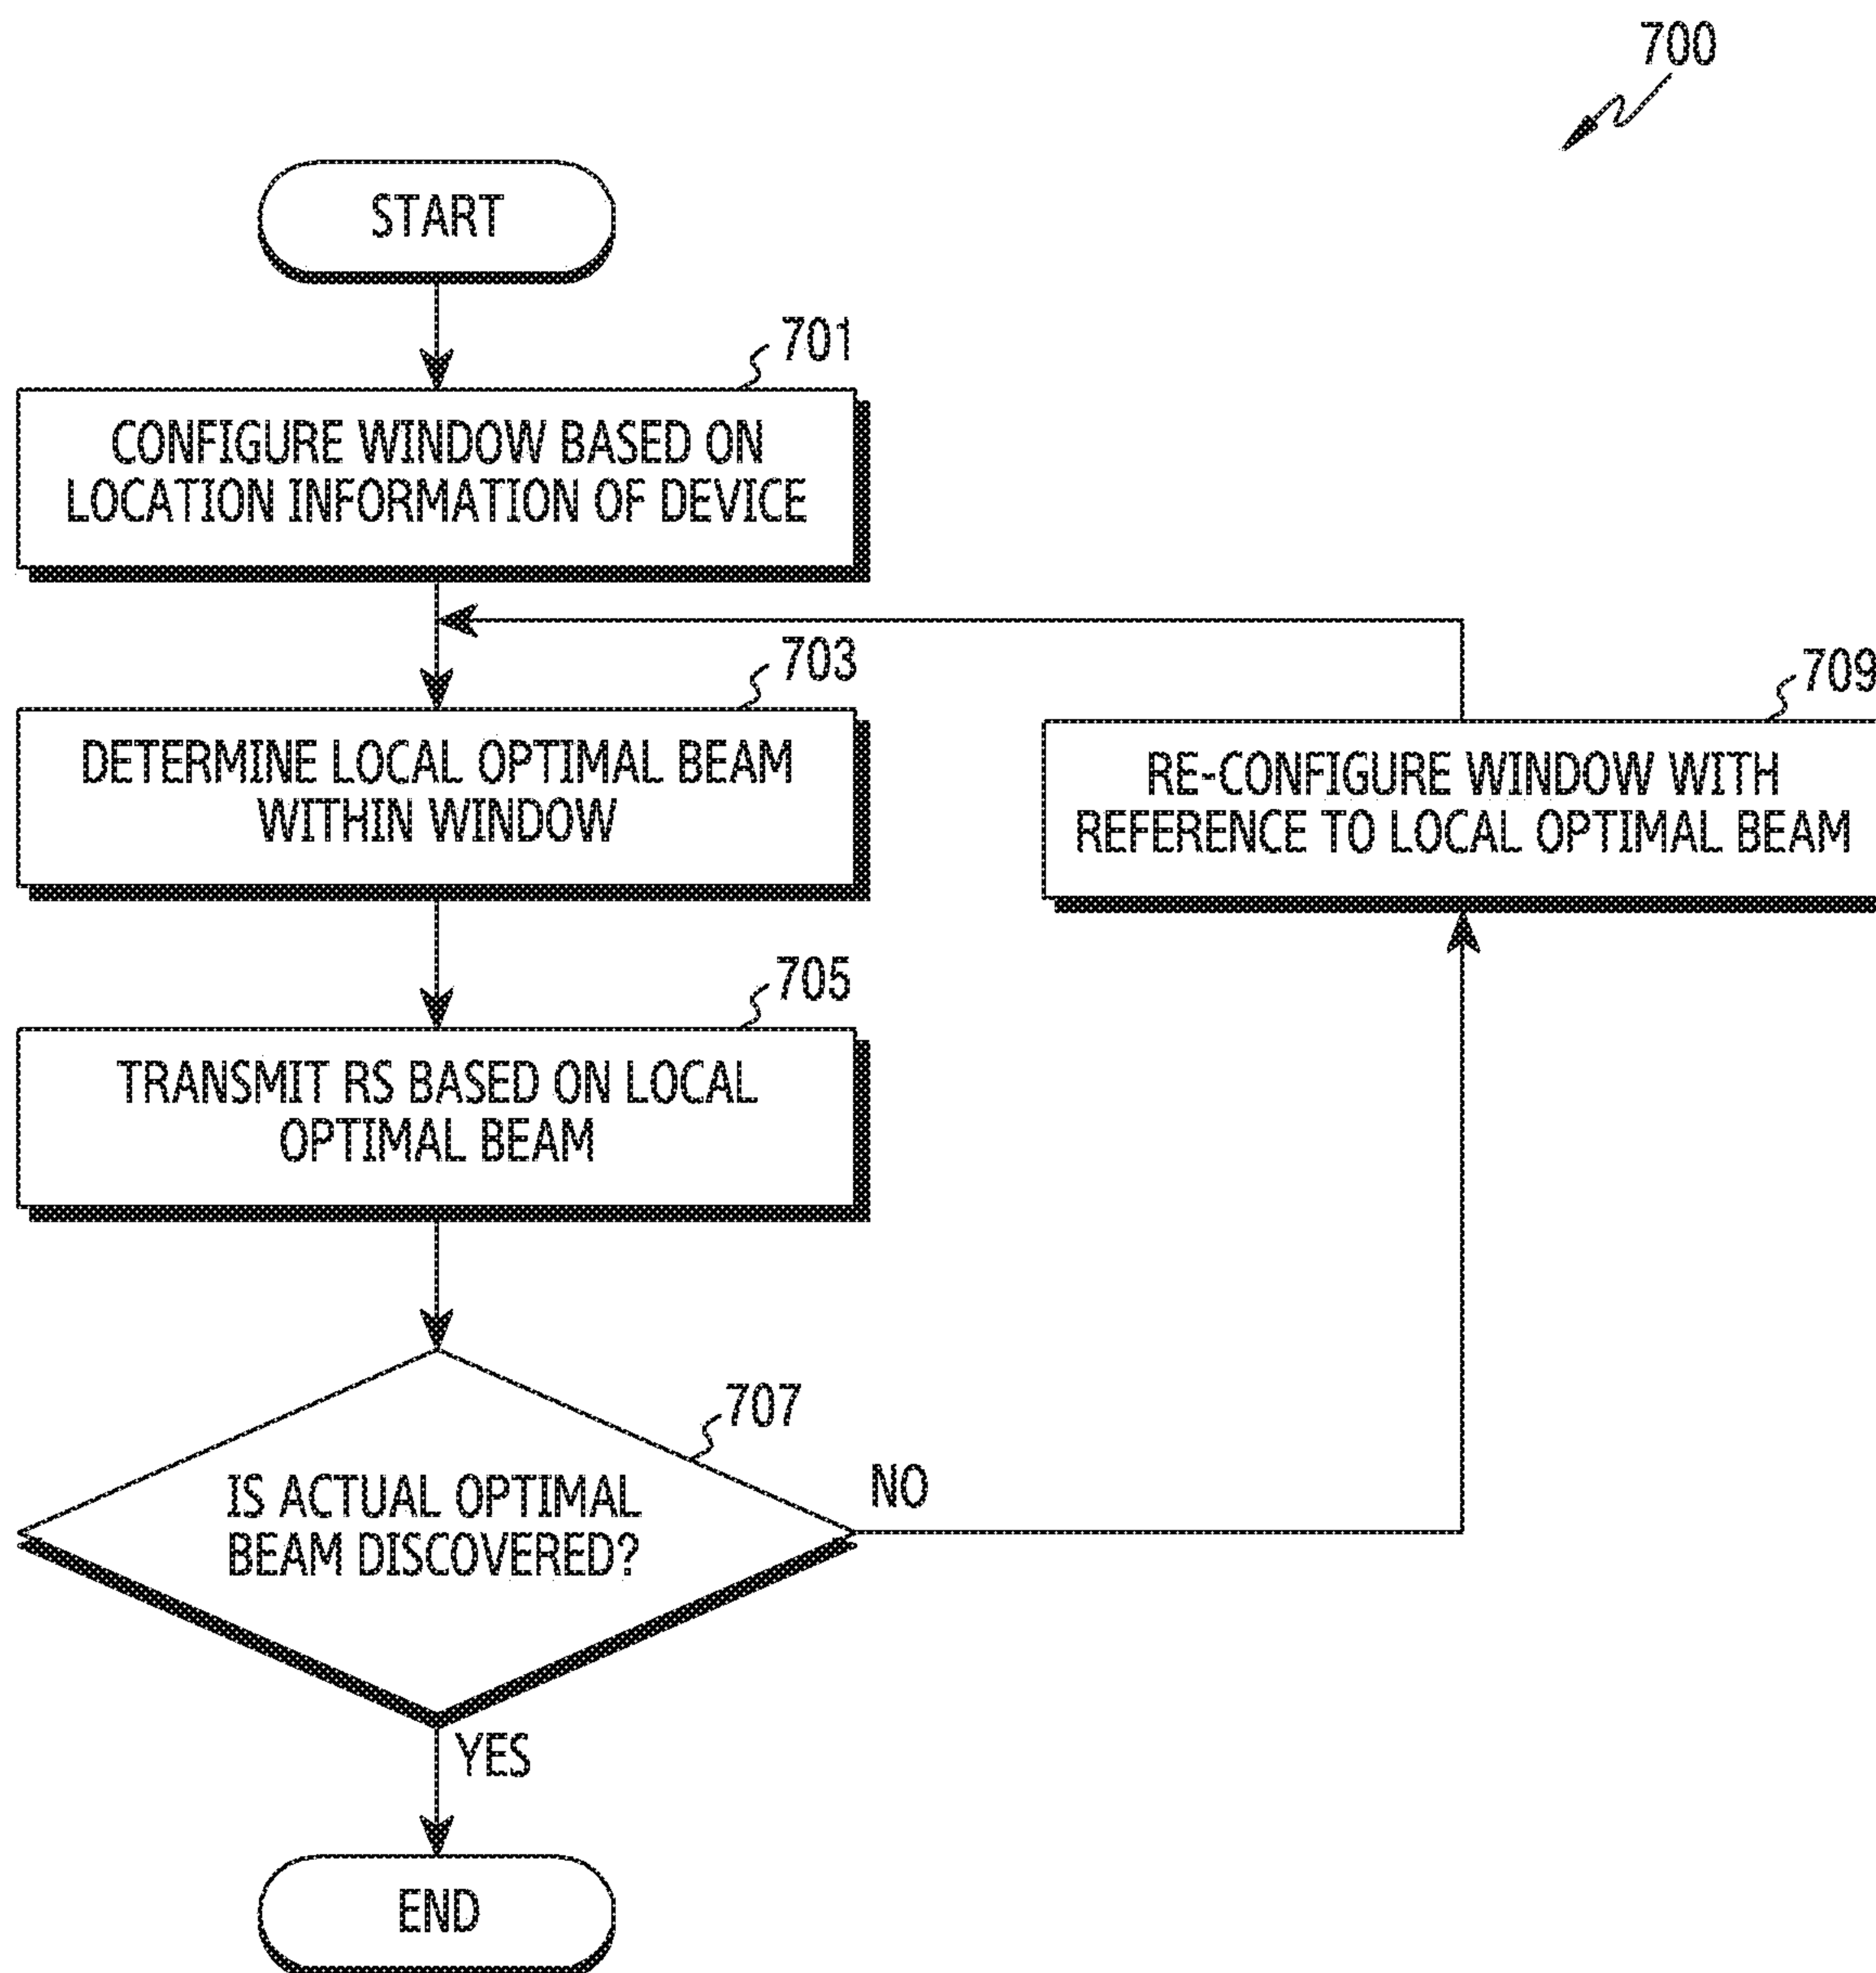 700
START
701
CONFIGURE WINDOW BASED ON
LOCATION INFORMATION OF DEVICE
703
DETERMINE LOCAL OPTIMAL BEAM
WITHIN WINDOW
709
RE-CONFIGURE WINDOW WITH
REFERENCE TO LOCAL OPTIMAL BEAM
705
TRANSMIT RS BASED ON LOCAL
OPTIMAL BEAM
707
IS ACTUAL OPTIMAL
BEAM DISCOVERED?
NO
YES
END